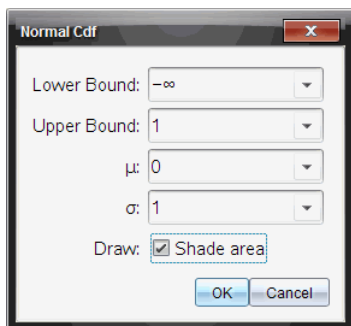 Normal Cdf
Lower Bound: -∞
Upper Bound: 1
μ: 0
σ: 1
Draw: Shade area
OK Cancel